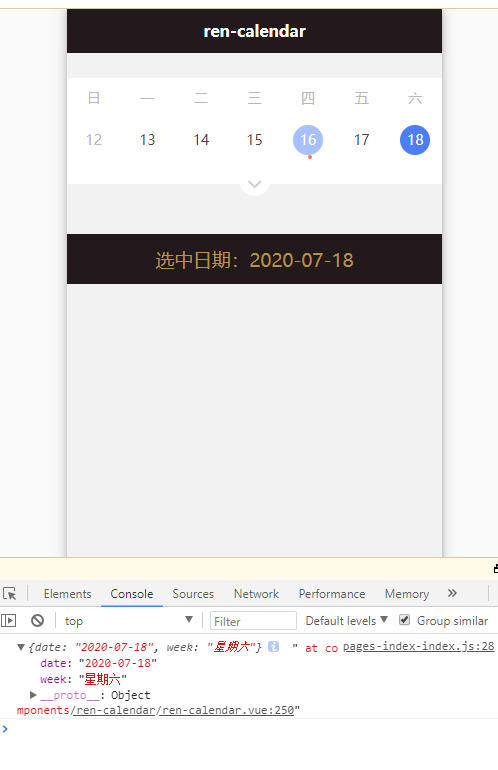 ren-calendar
日 一 二 三 四 五 六
12 13 14 15 16 17 18
选中日期：2020-07-18
Elements Console Sources Network Performance Memory »
top Filter Default levels Group similar
{date: "2020-07-18", week: "星期六"} " at co pages-index-index.js:28
date: "2020-07-18"
week: "星期六"
__proto__: Object
mponents/ren-calendar/ren-calendar.vue:250"